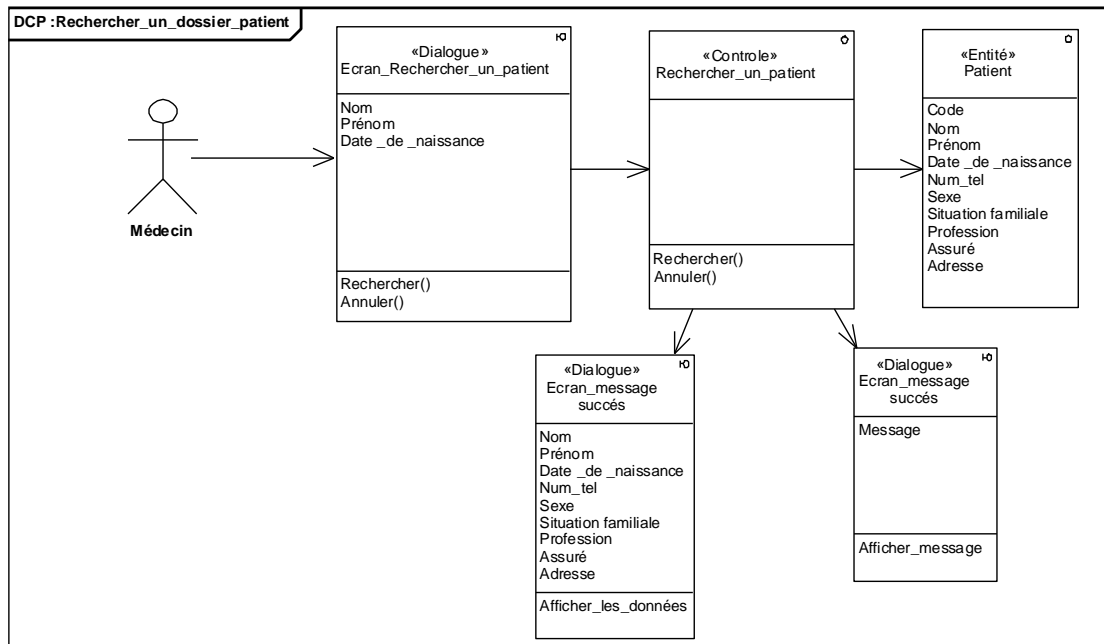 DCP :Rechercher_un_dossier_patient
Médecin
«Dialogue»
Ecran_Rechercher_un_patient
Nom
Prénom
Date _de _naissance
Rechercher()
Annuler()
«Controle»
Rechercher_un_patient
Rechercher()
Annuler()
«Entité»
Patient
Code
Nom
Prénom
Date _de _naissance
Num_tel
Sexe
Situation familiale
Profession
Assuré
Adresse
«Dialogue»
Ecran_message
succés
Nom
Prénom
Date _de _naissance
Num_tel
Sexe
Situation familiale
Profession
Assuré
Adresse
Afficher_les_données
«Dialogue»
Ecran_message
succés
Message
Afficher_message